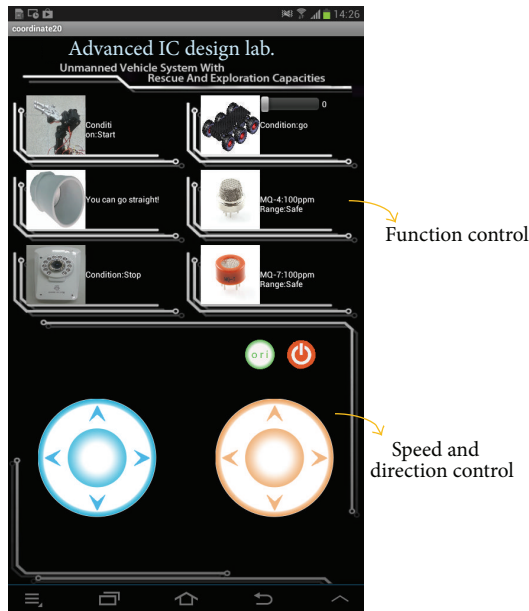 14:26
coordinate20
Advanced IC design lab.
Unmanned Vehicle System With
Rescue And Exploration Capacities
Conditi
on:Start
0
Condition:go
You can go straight!
MQ-4:100ppm
Range:Safe
Function control
Condition:Stop
MQ-7:100ppm
Range:Safe
ori
Speed and
direction control